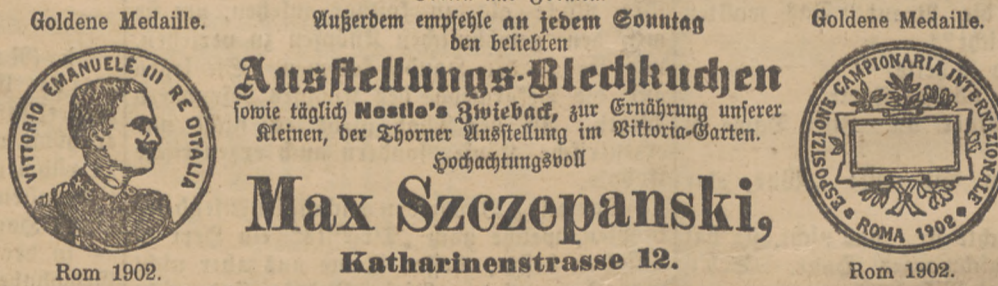 Goldene Medaille.
VITTORIO EMANUELE III RE D'ITALIA
Rom 1902.
Außerdem empfehle an jedem Sonntag
den beliebten
Ausstellungs-Blechkuchen
sowie täglich Nestle's Zwieback, zur Ernährung unserer
Kleinen, der Thorner Ausstellung im Viktoria-Garten.
Hochachtungsvoll
Max Szczepanski,
Katharinenstrasse 12.
Goldene Medaille.
ESPOSIZIONE CAMPIONARIA INTERNAZIONALE
ROMA 1902
Rom 1902.